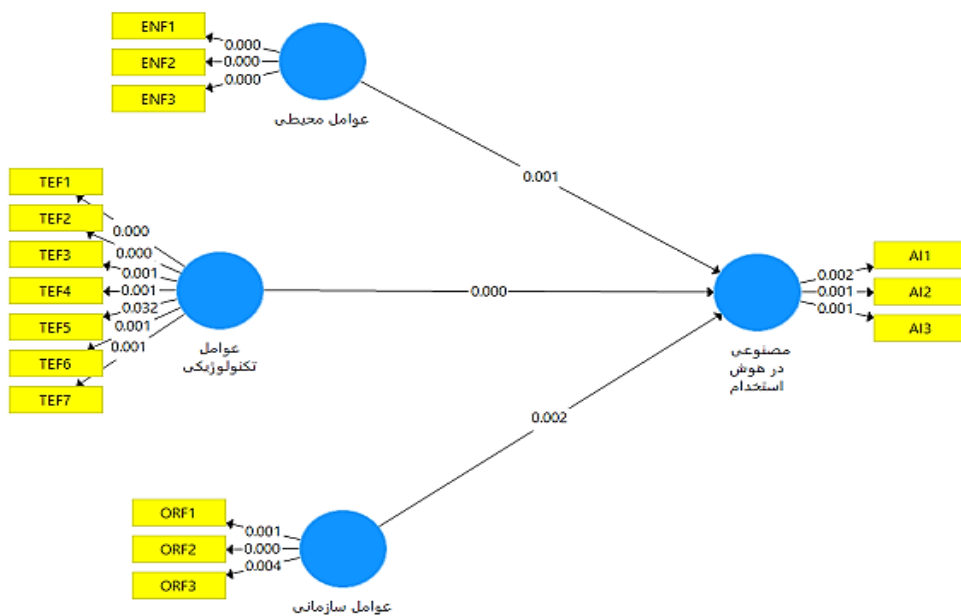 ENF1
ENF2
ENF3
0.000
0.000
0.000
عوامل محیطی
0.001
TEF1
TEF2
TEF3
TEF4
TEF5
TEF6
TEF7
0.000
0.000
0.001
0.001
0.032
0.001
0.001
عوامل
تکنولوژیکی
0.000
0.002
0.001
0.001
AI1
AI2
AI3
مصنوعی
در هوش
استخدام
0.002
ORF1
ORF2
ORF3
0.001
0.000
0.004
عوامل سازمانی